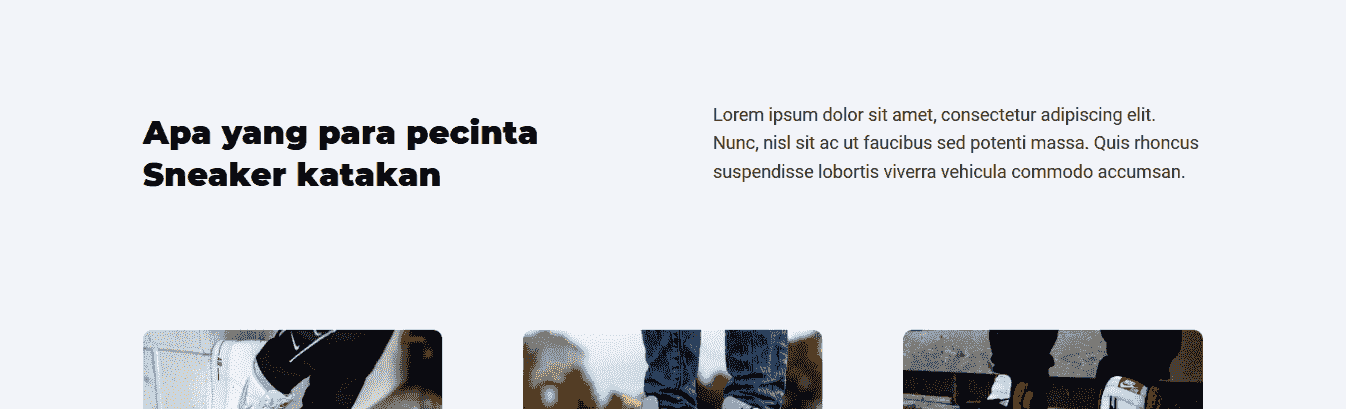 Apa yang para pecinta
Sneaker katakan
Lorem ipsum dolor sit amet, consectetur adipiscing elit.
Nunc, nisl sit ac ut faucibus sed potenti massa. Quis rhoncus
suspendisse lobortis viverra vehicula commodo accumsan.